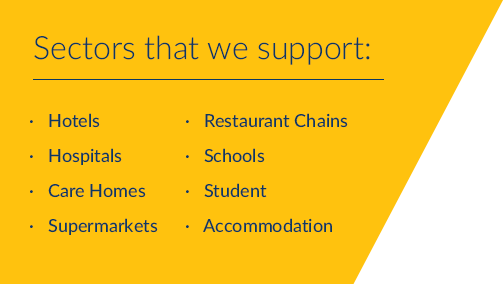 Sectors that we support:
· Hotels
· Hospitals
· Care Homes
· Supermarkets
· Restaurant Chains
· Schools
· Student
· Accommodation